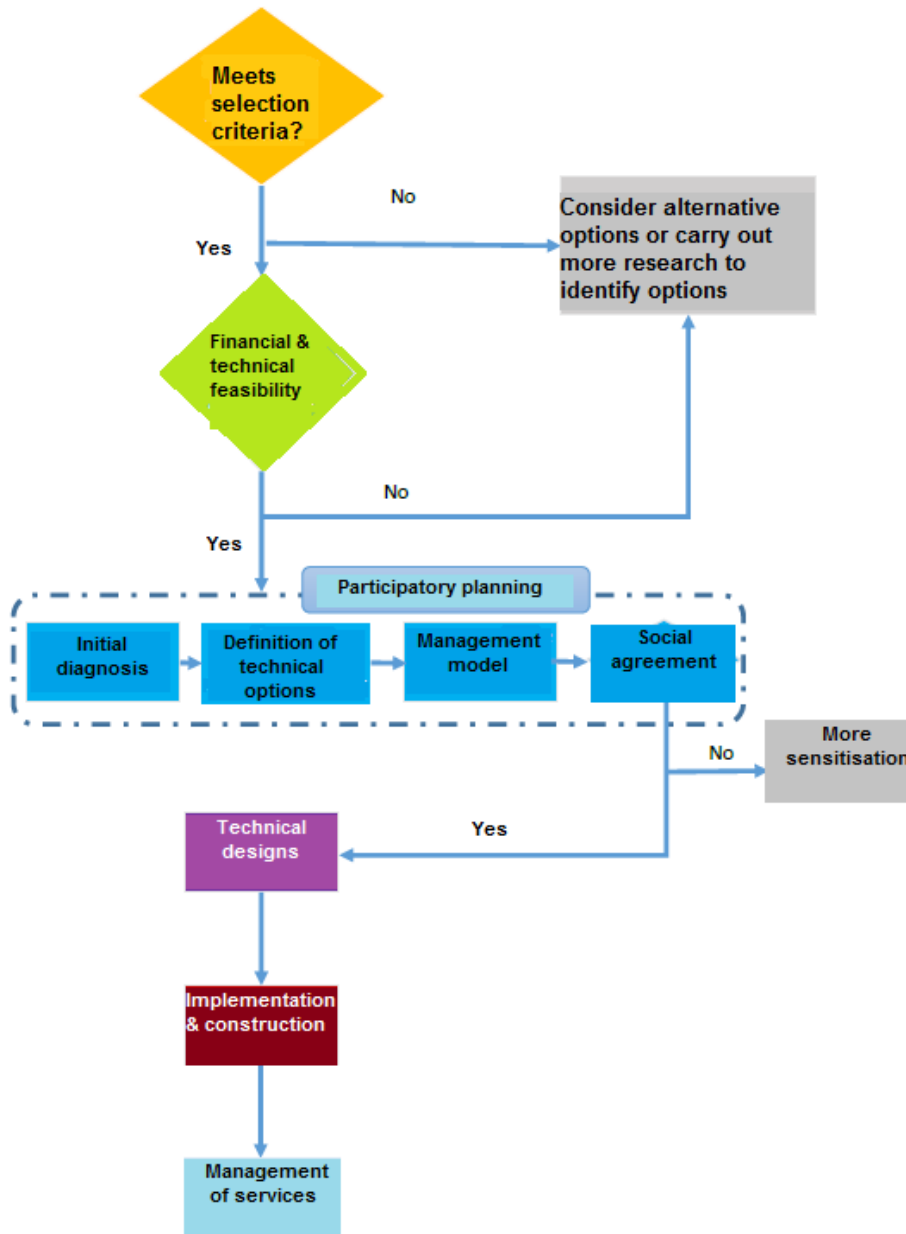 Meets
selection
criteria?
No
Consider alternative
options or carry out
more research to
identify options
Yes
Financial &
technical
feasibility
No
Yes
Participatory planning
Initial
diagnosis
Definition of
technical
options
Management
model
Social
agreement
More
sensitisation
No
Yes
Technical
designs
Implementation
& construction
Management
of services